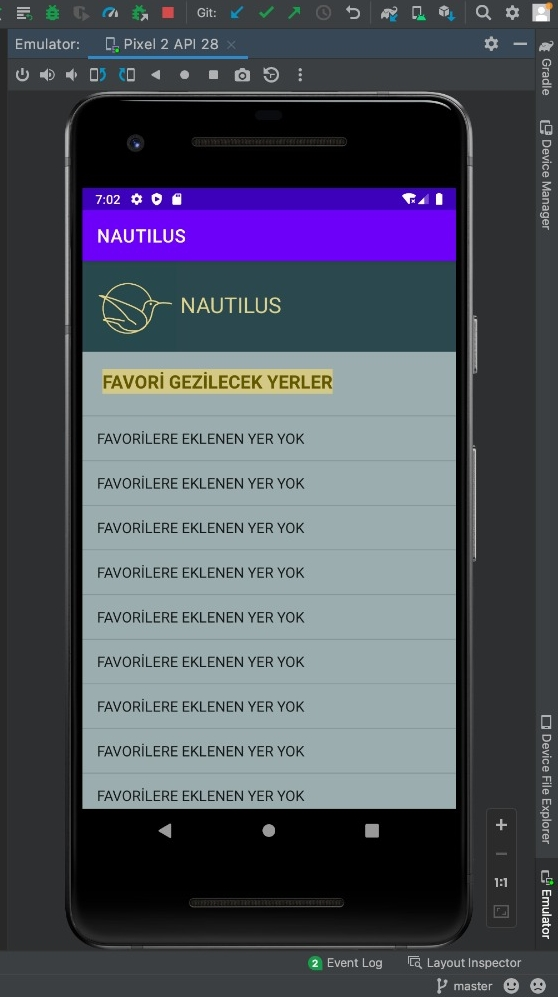 Git:
Emulator:
Pixel 2 API 28
Gradle
Device Manager
7:02
NAUTILUS
NAUTILUS
FAVORİ GEZİLECEK YERLER
FAVORİLERE EKLENEN YER YOK
FAVORİLERE EKLENEN YER YOK
FAVORİLERE EKLENEN YER YOK
FAVORİLERE EKLENEN YER YOK
FAVORİLERE EKLENEN YER YOK
FAVORİLERE EKLENEN YER YOK
FAVORİLERE EKLENEN YER YOK
FAVORİLERE EKLENEN YER YOK
FAVORİLERE EKLENEN YER YOK
Device File Explorer
1:1
Emulator
2 Event Log
Layout Inspector
master